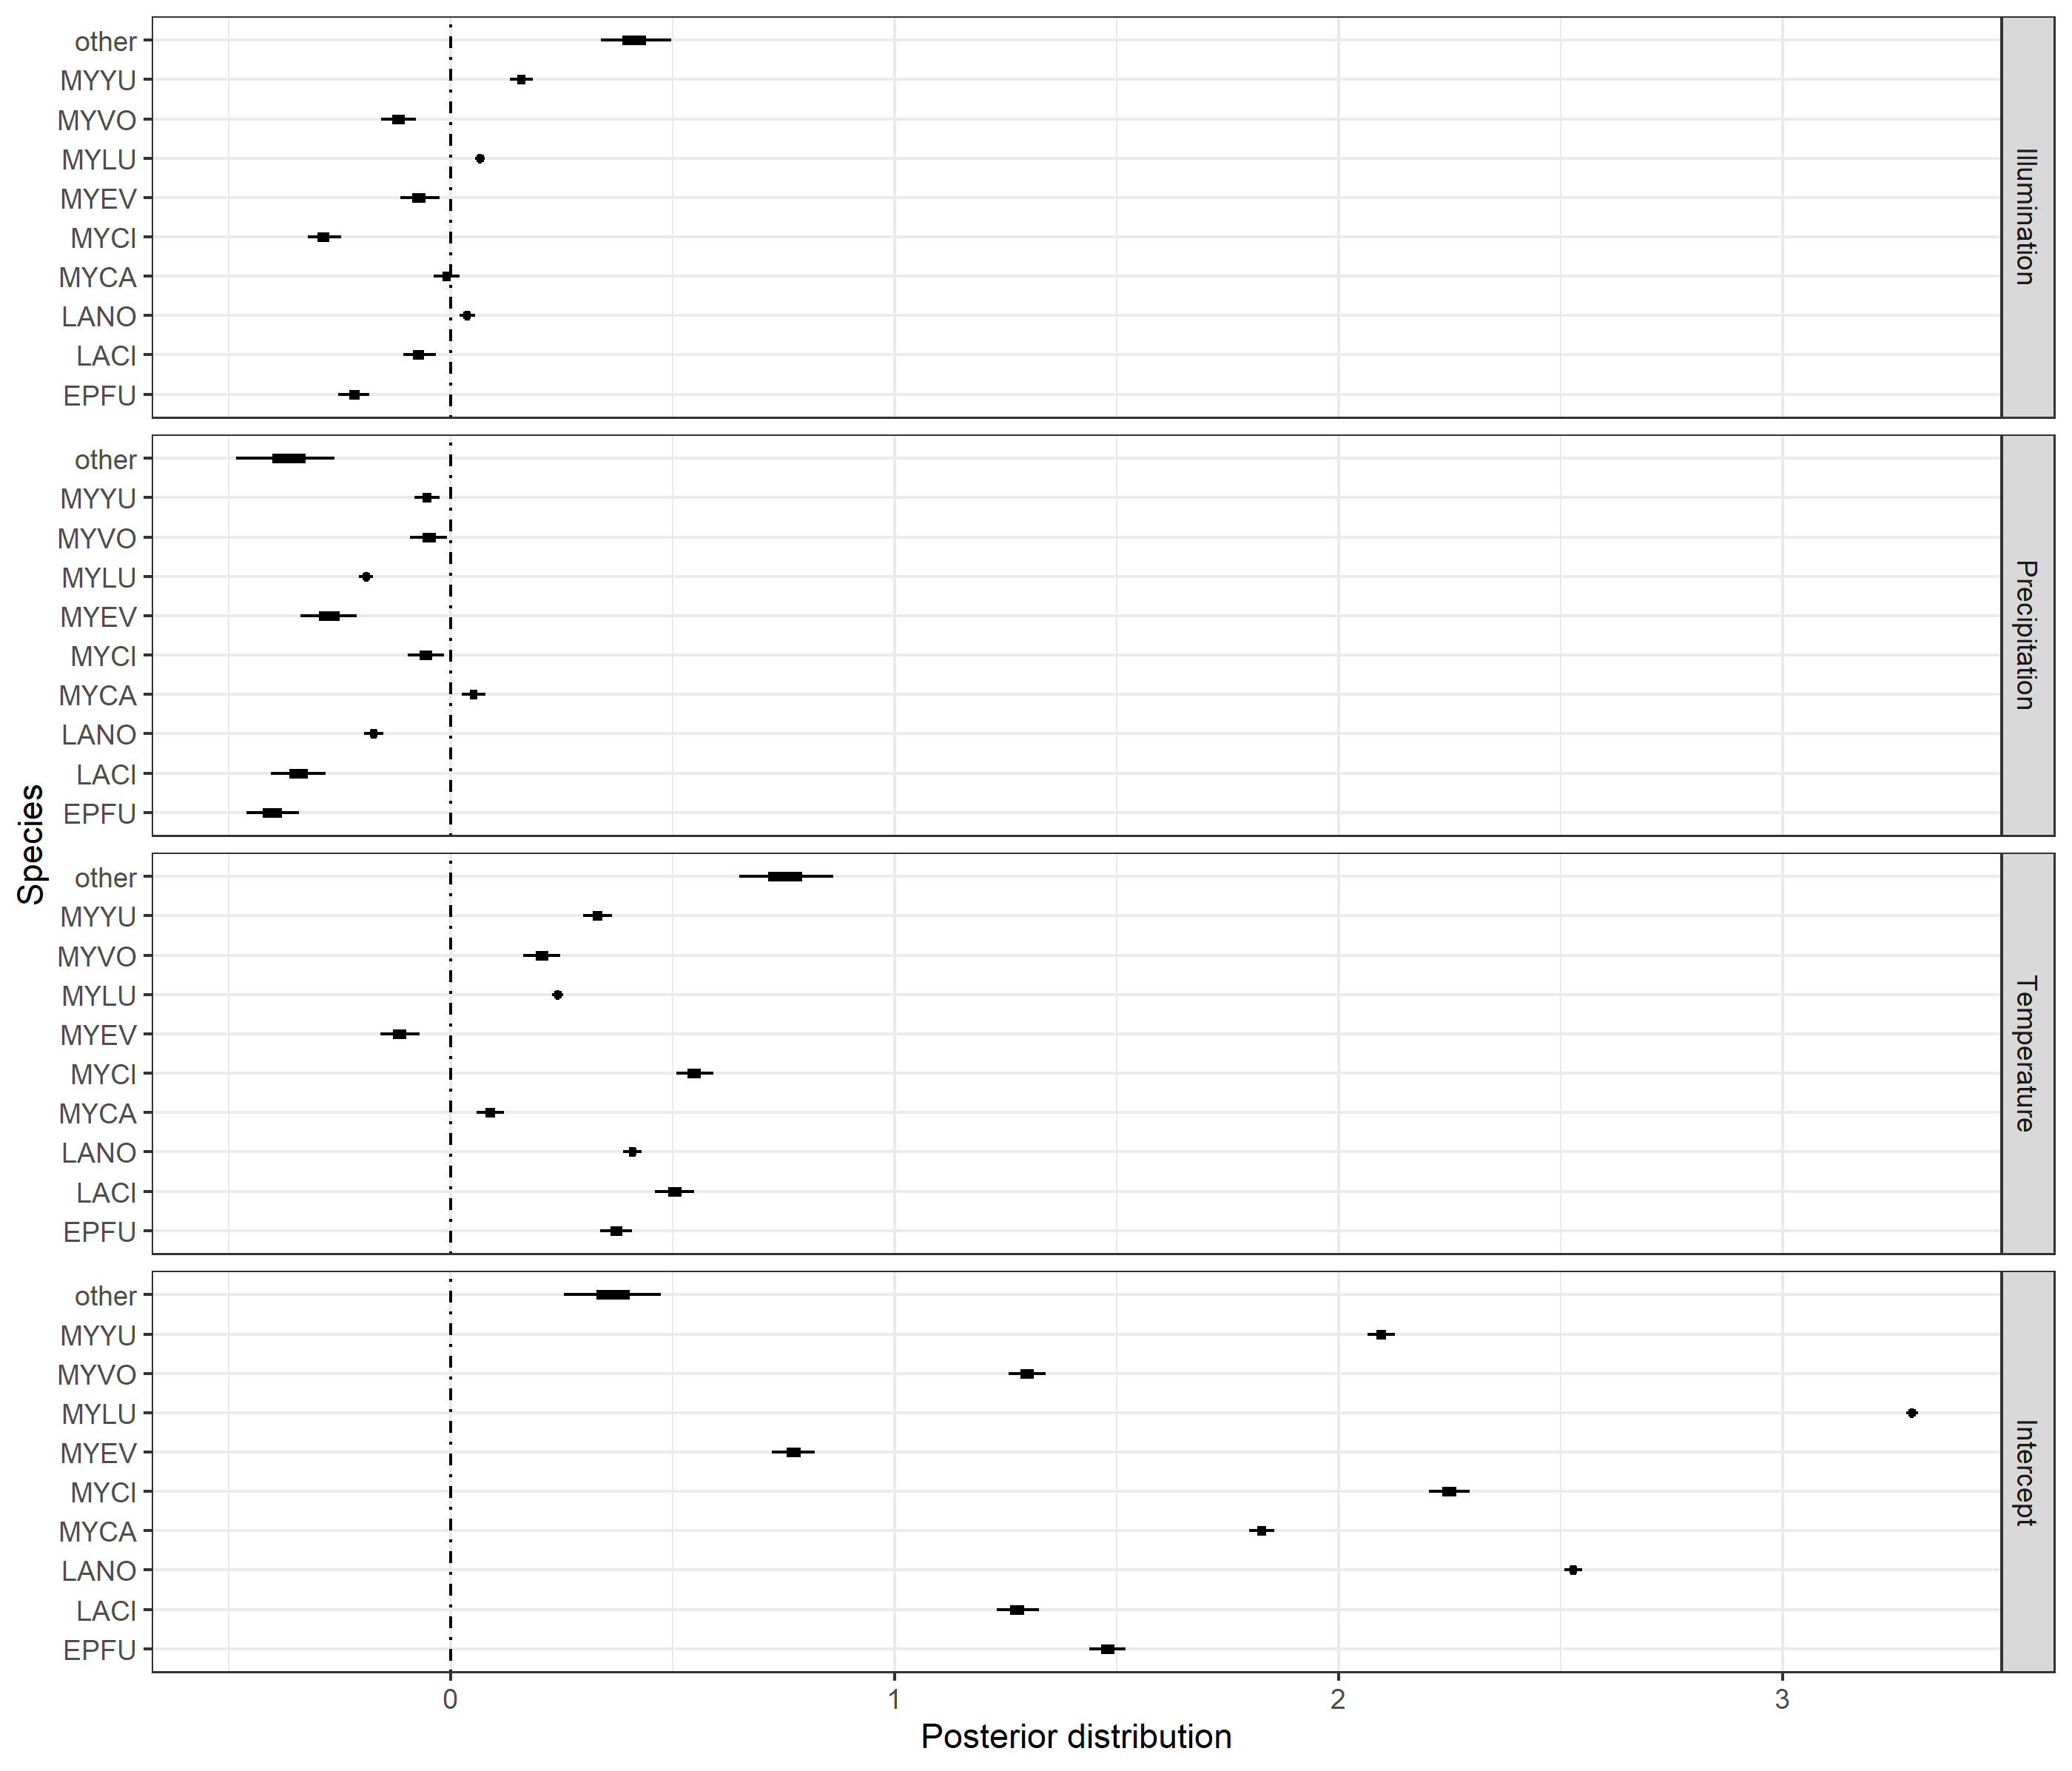 Species
other
MYYU
MYVO
MYLU
MYEV
MYCI
MYCA
LANO
LACI
EPFU
Illumination
other
MYYU
MYVO
MYLU
MYEV
MYCI
MYCA
LANO
LACI
EPFU
Precipitation
other
MYYU
MYVO
MYLU
MYEV
MYCI
MYCA
LANO
LACI
EPFU
Temperature
other
MYYU
MYVO
MYLU
MYEV
MYCI
MYCA
LANO
LACI
EPFU
Intercept
0 1 2 3
Posterior distribution